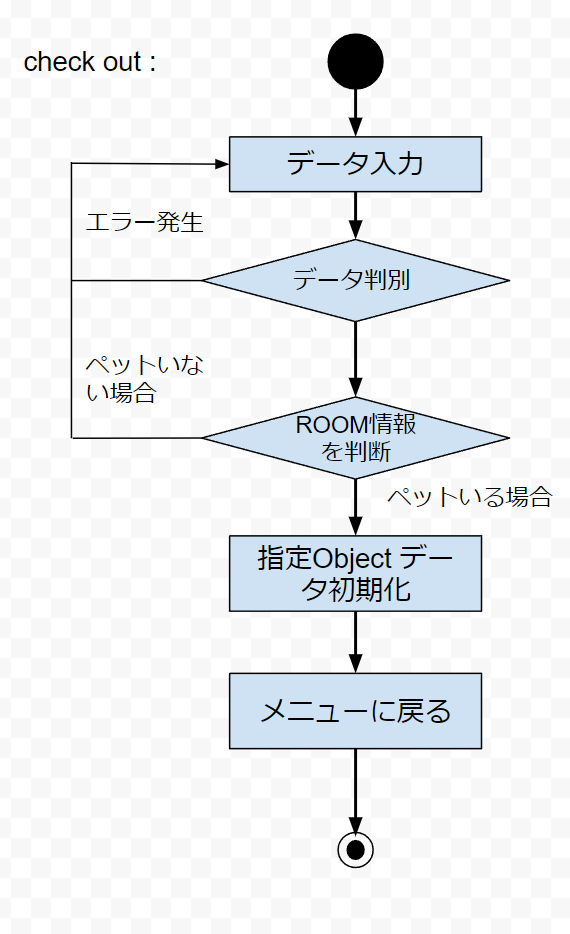 check out :
データ入力
エラー発生
データ判別
ペットいな
い場合
ROOM情報
を判断
ペットいる場合
指定Object デー
タ初期化
メニューに戻る